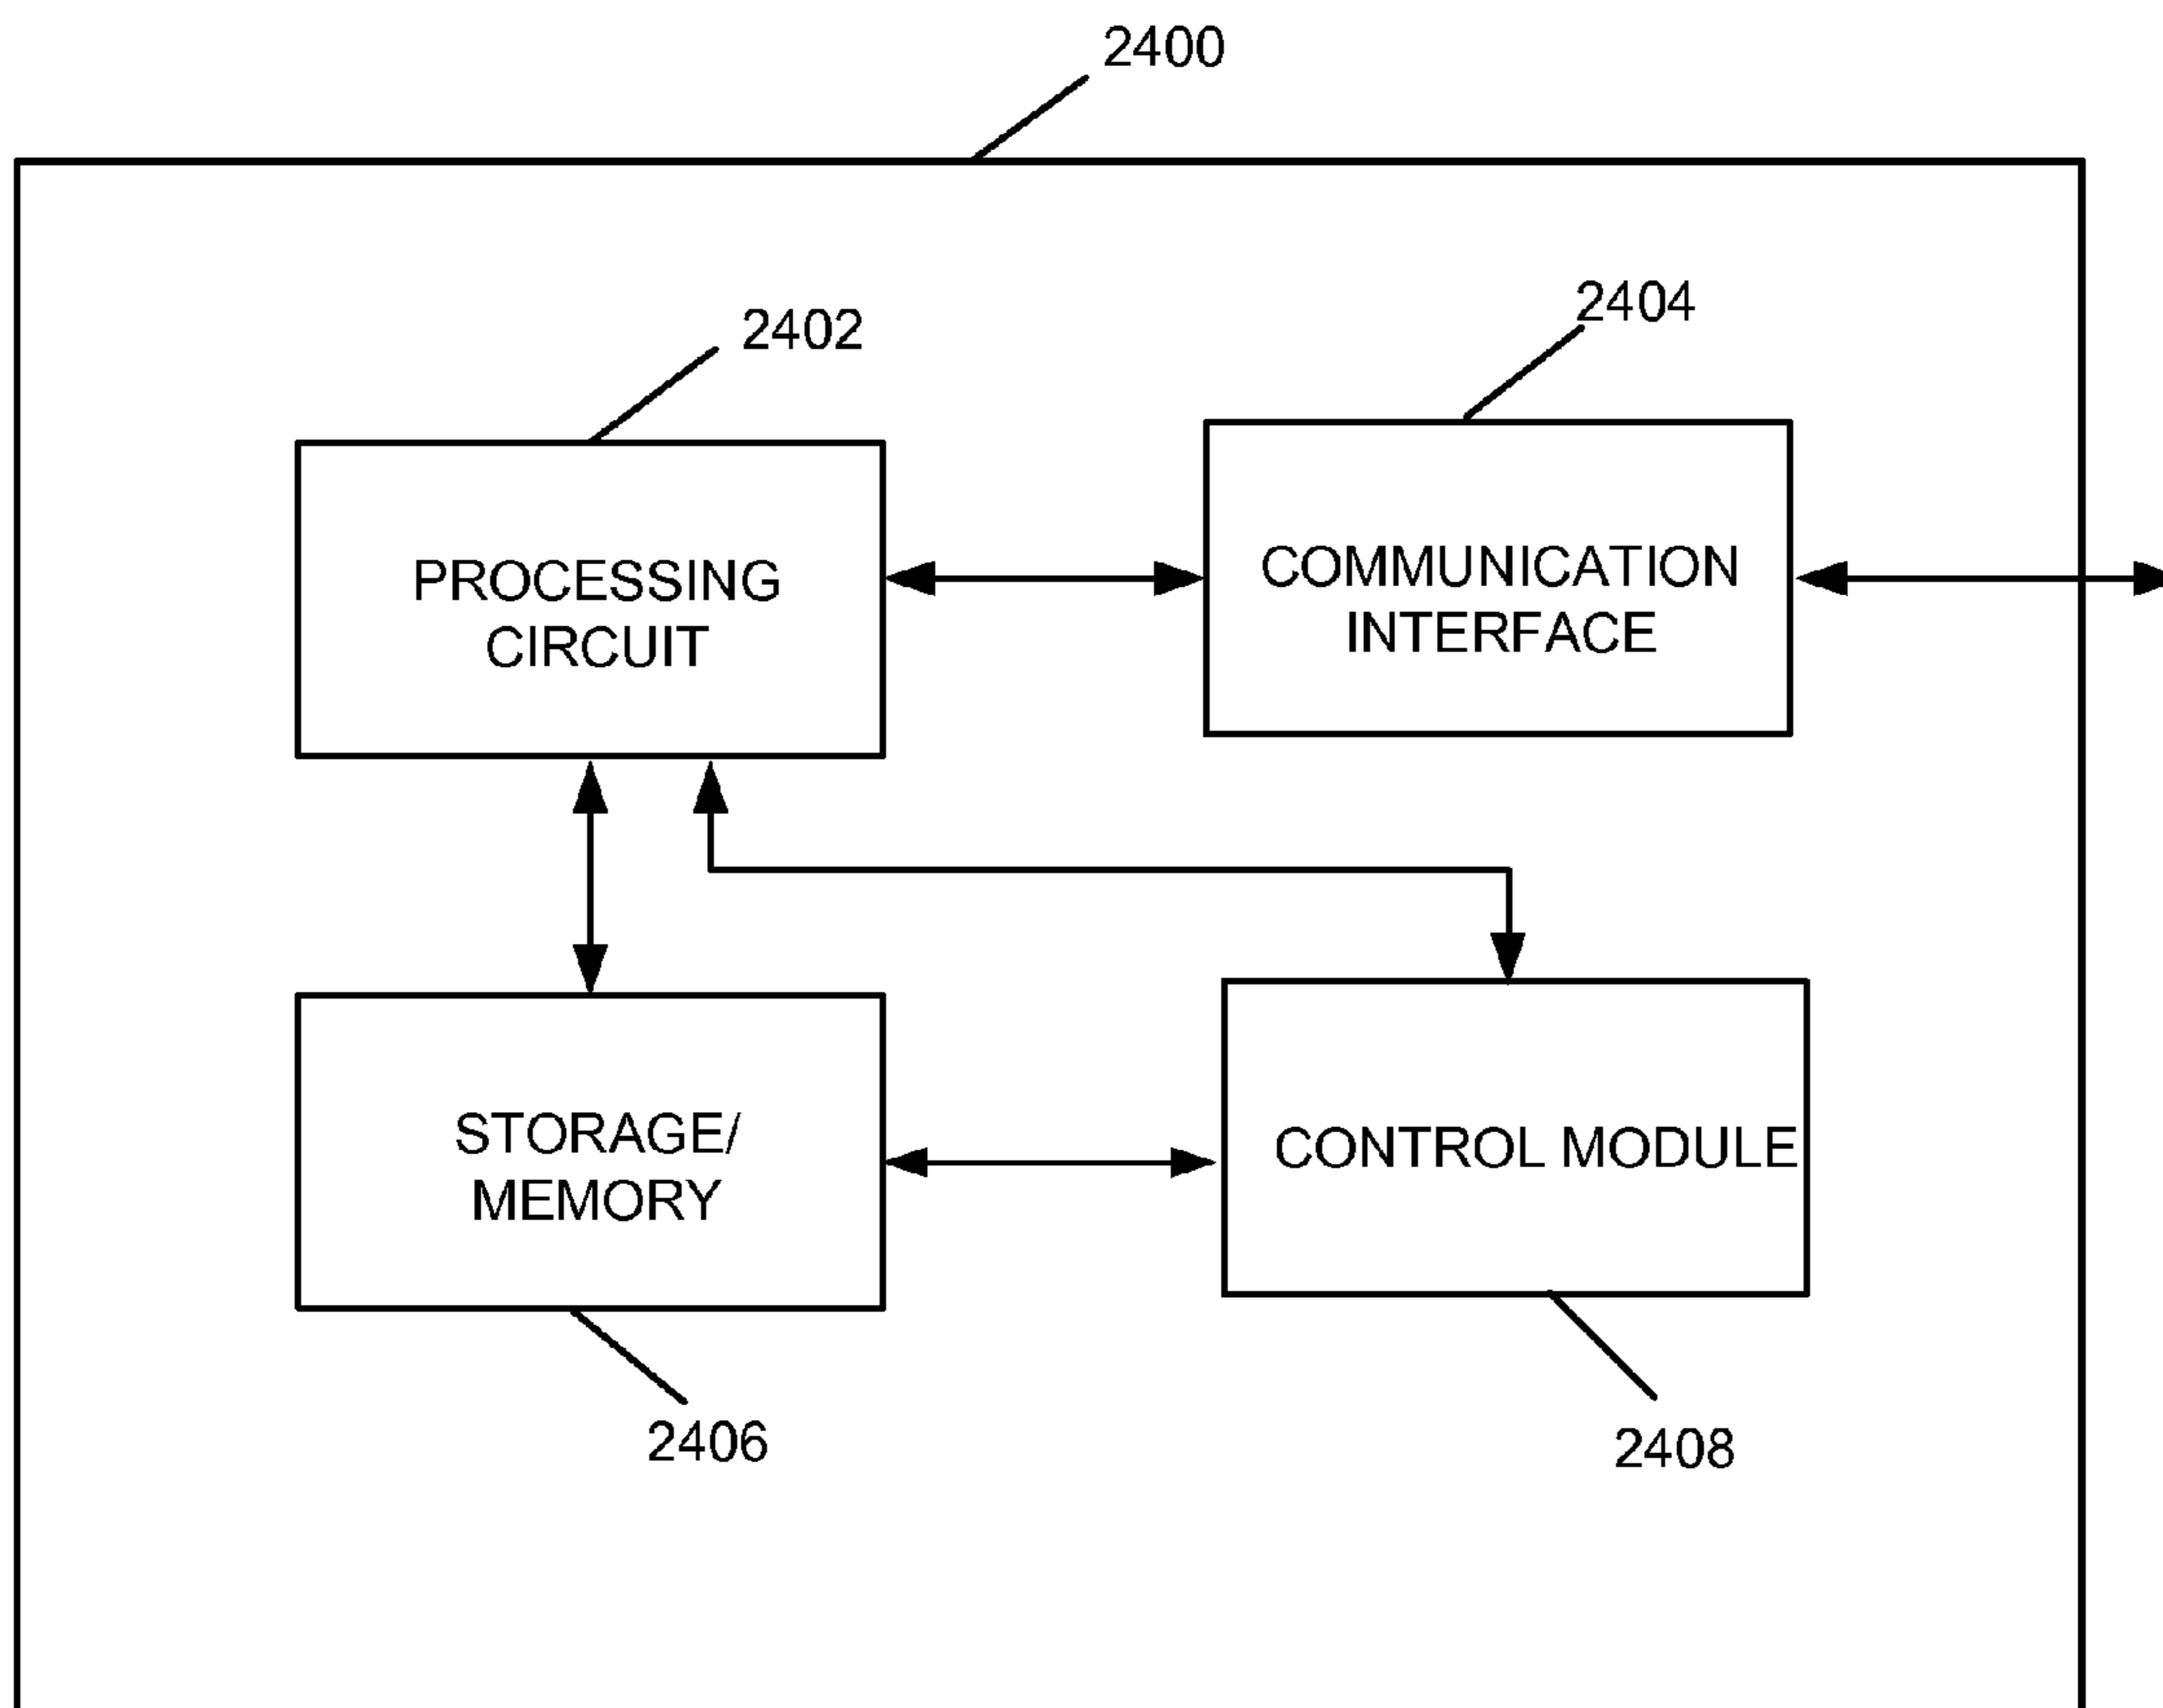 2400
2402
2404
PROCESSING
CIRCUIT
COMMUNICATION
INTERFACE
STORAGE/
MEMORY
CONTROL MODULE
2406
2408